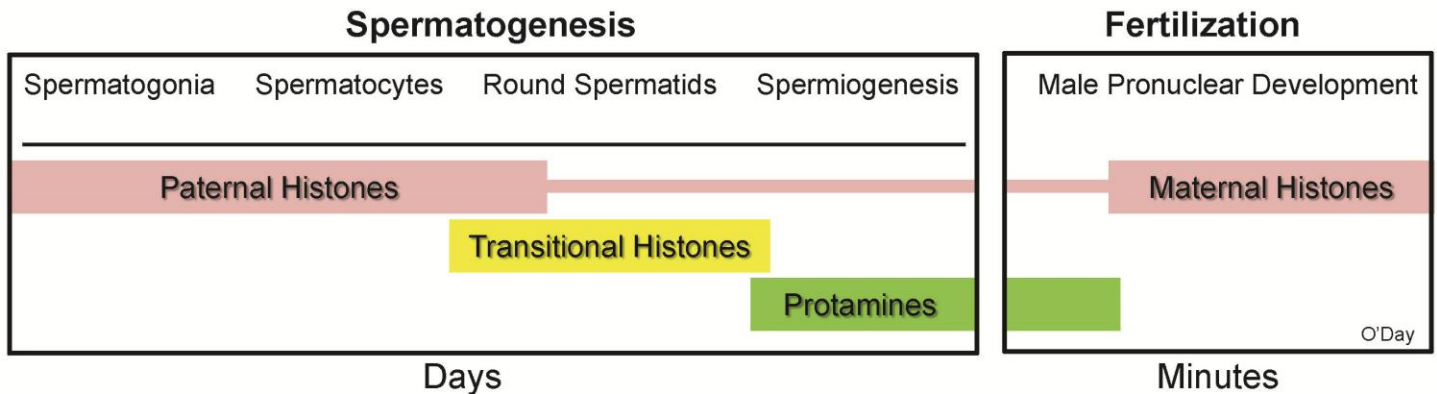 Spermatogenesis
Fertilization
Spermatogonia Spermatocytes Round Spermatids Spermiogenesis
Male Pronuclear Development
Paternal Histones
Maternal Histones
Transitional Histones
Protamines
O'Day
Days
Minutes